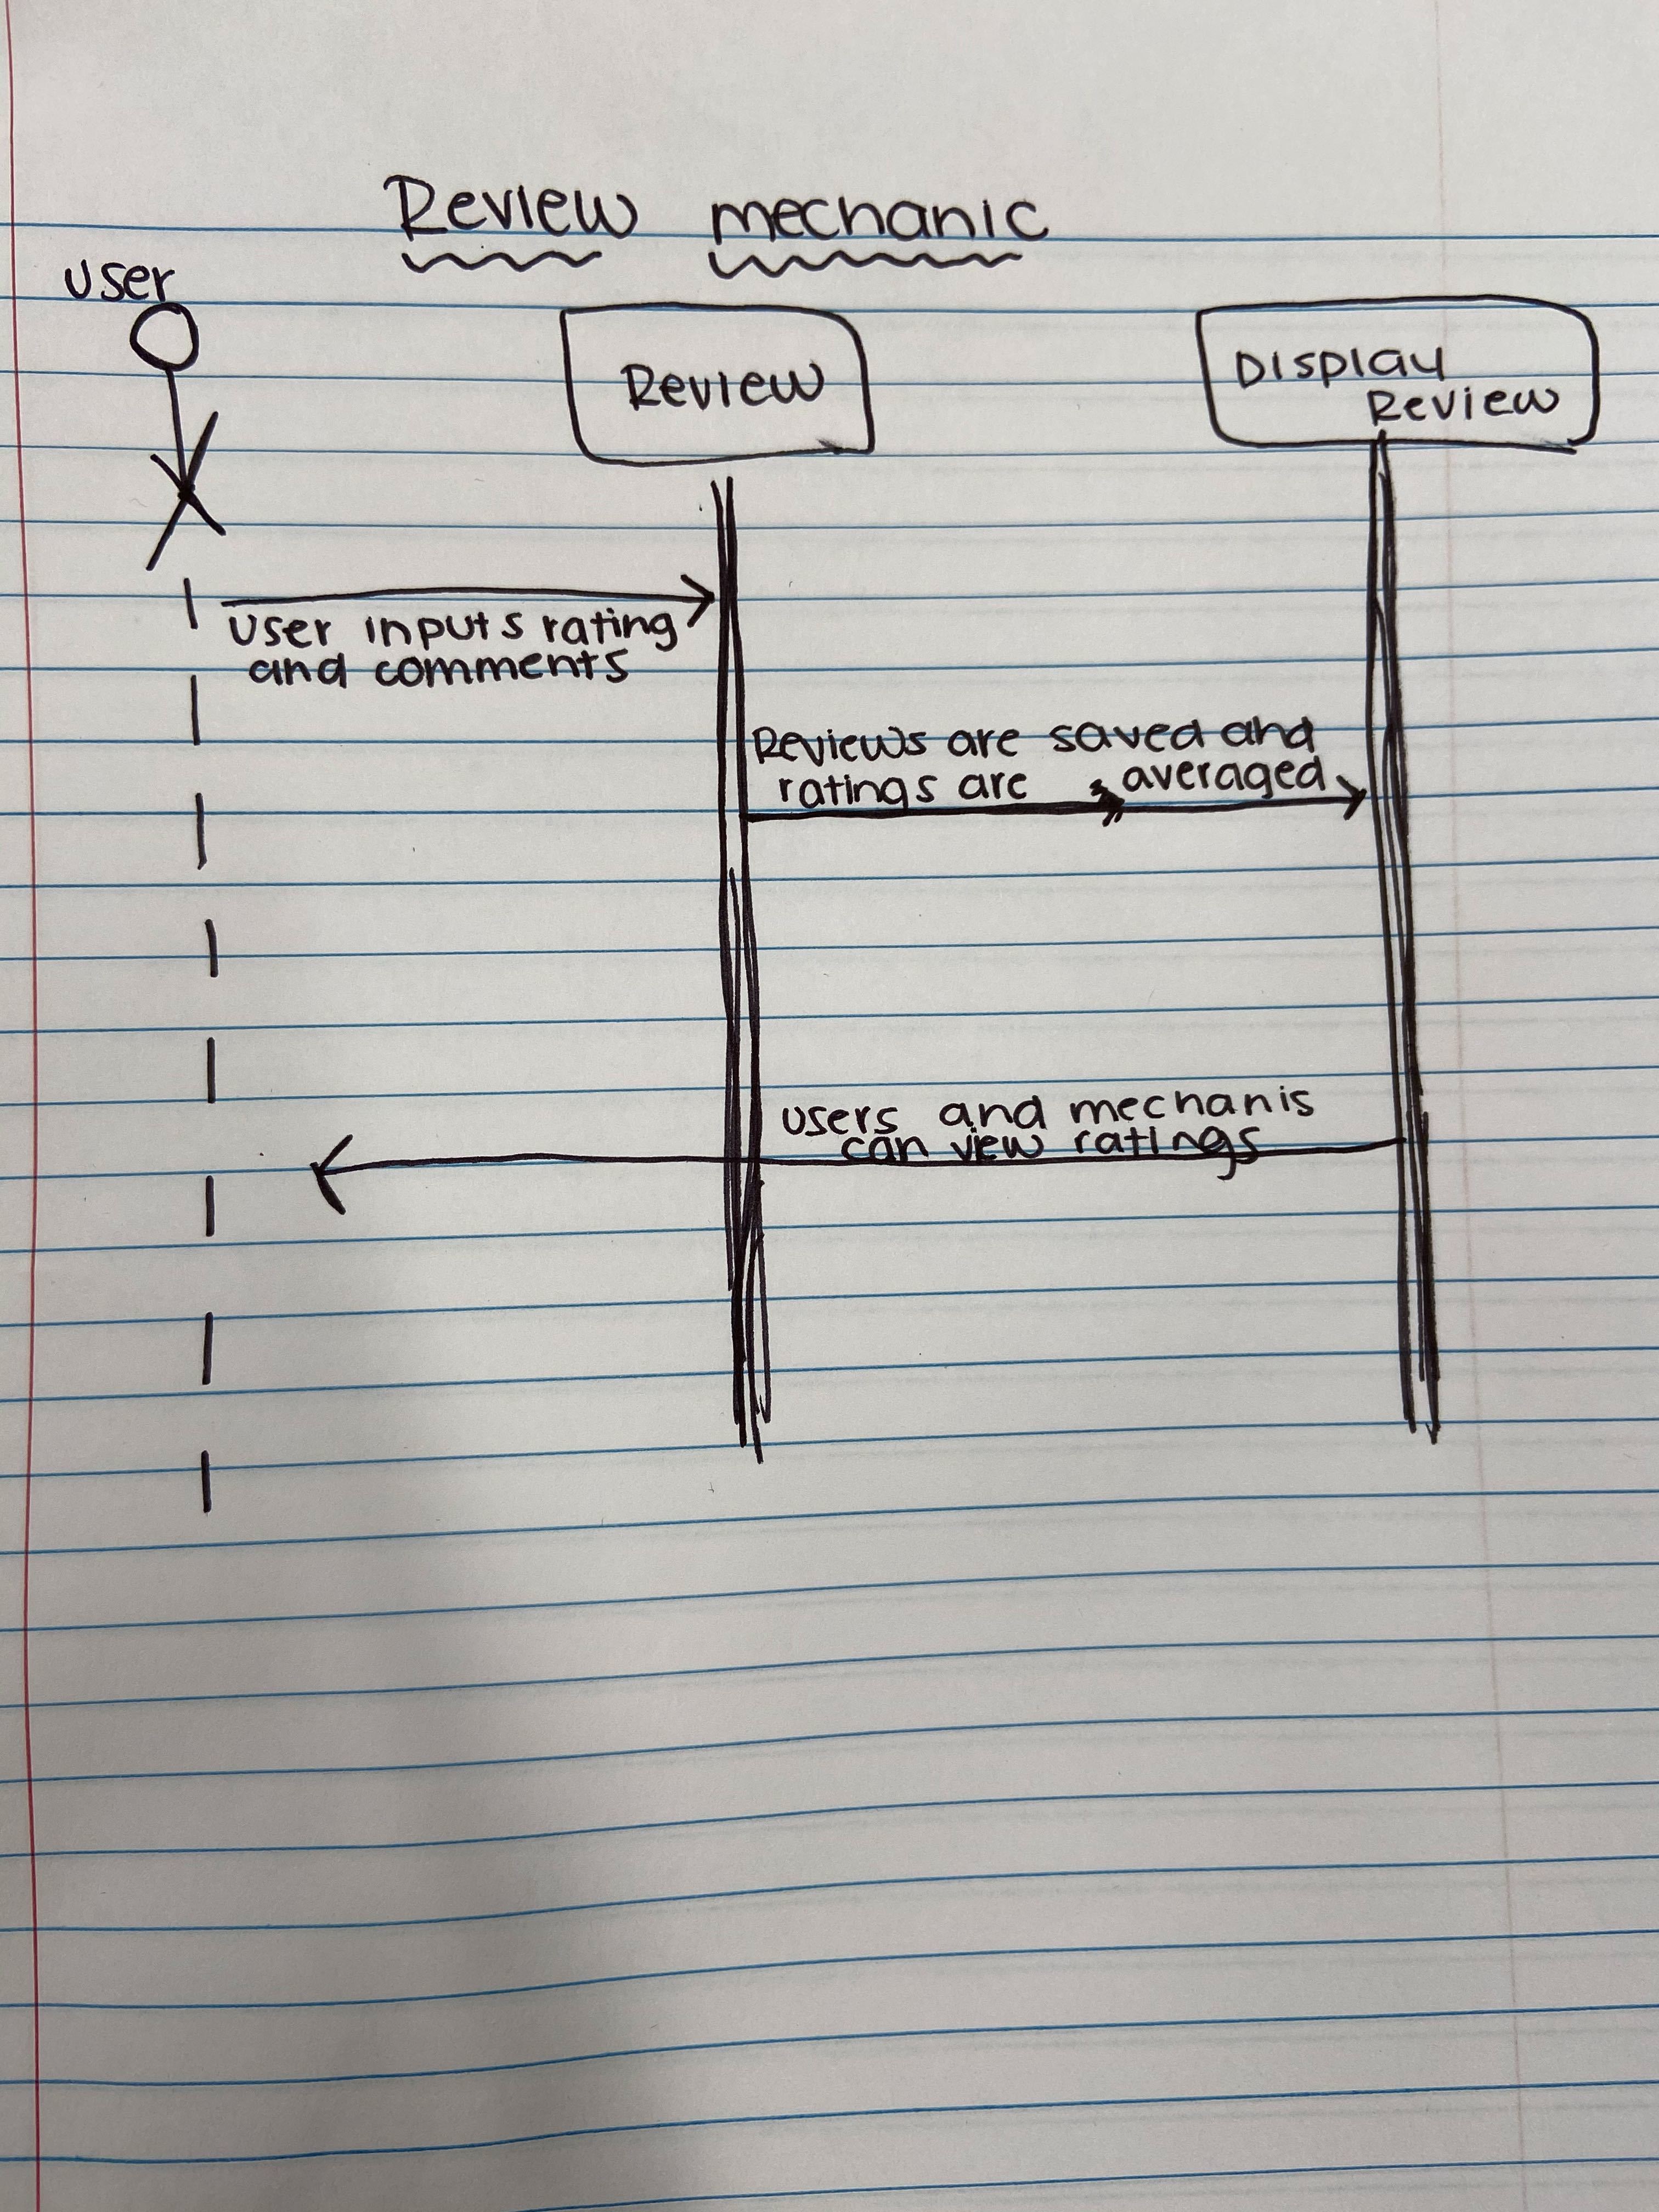 Review mechanic
user
Review
Display
Review
User inputs rating
and comments
Reviews are saved and
ratings are averaged
users and mechanis
can view ratings